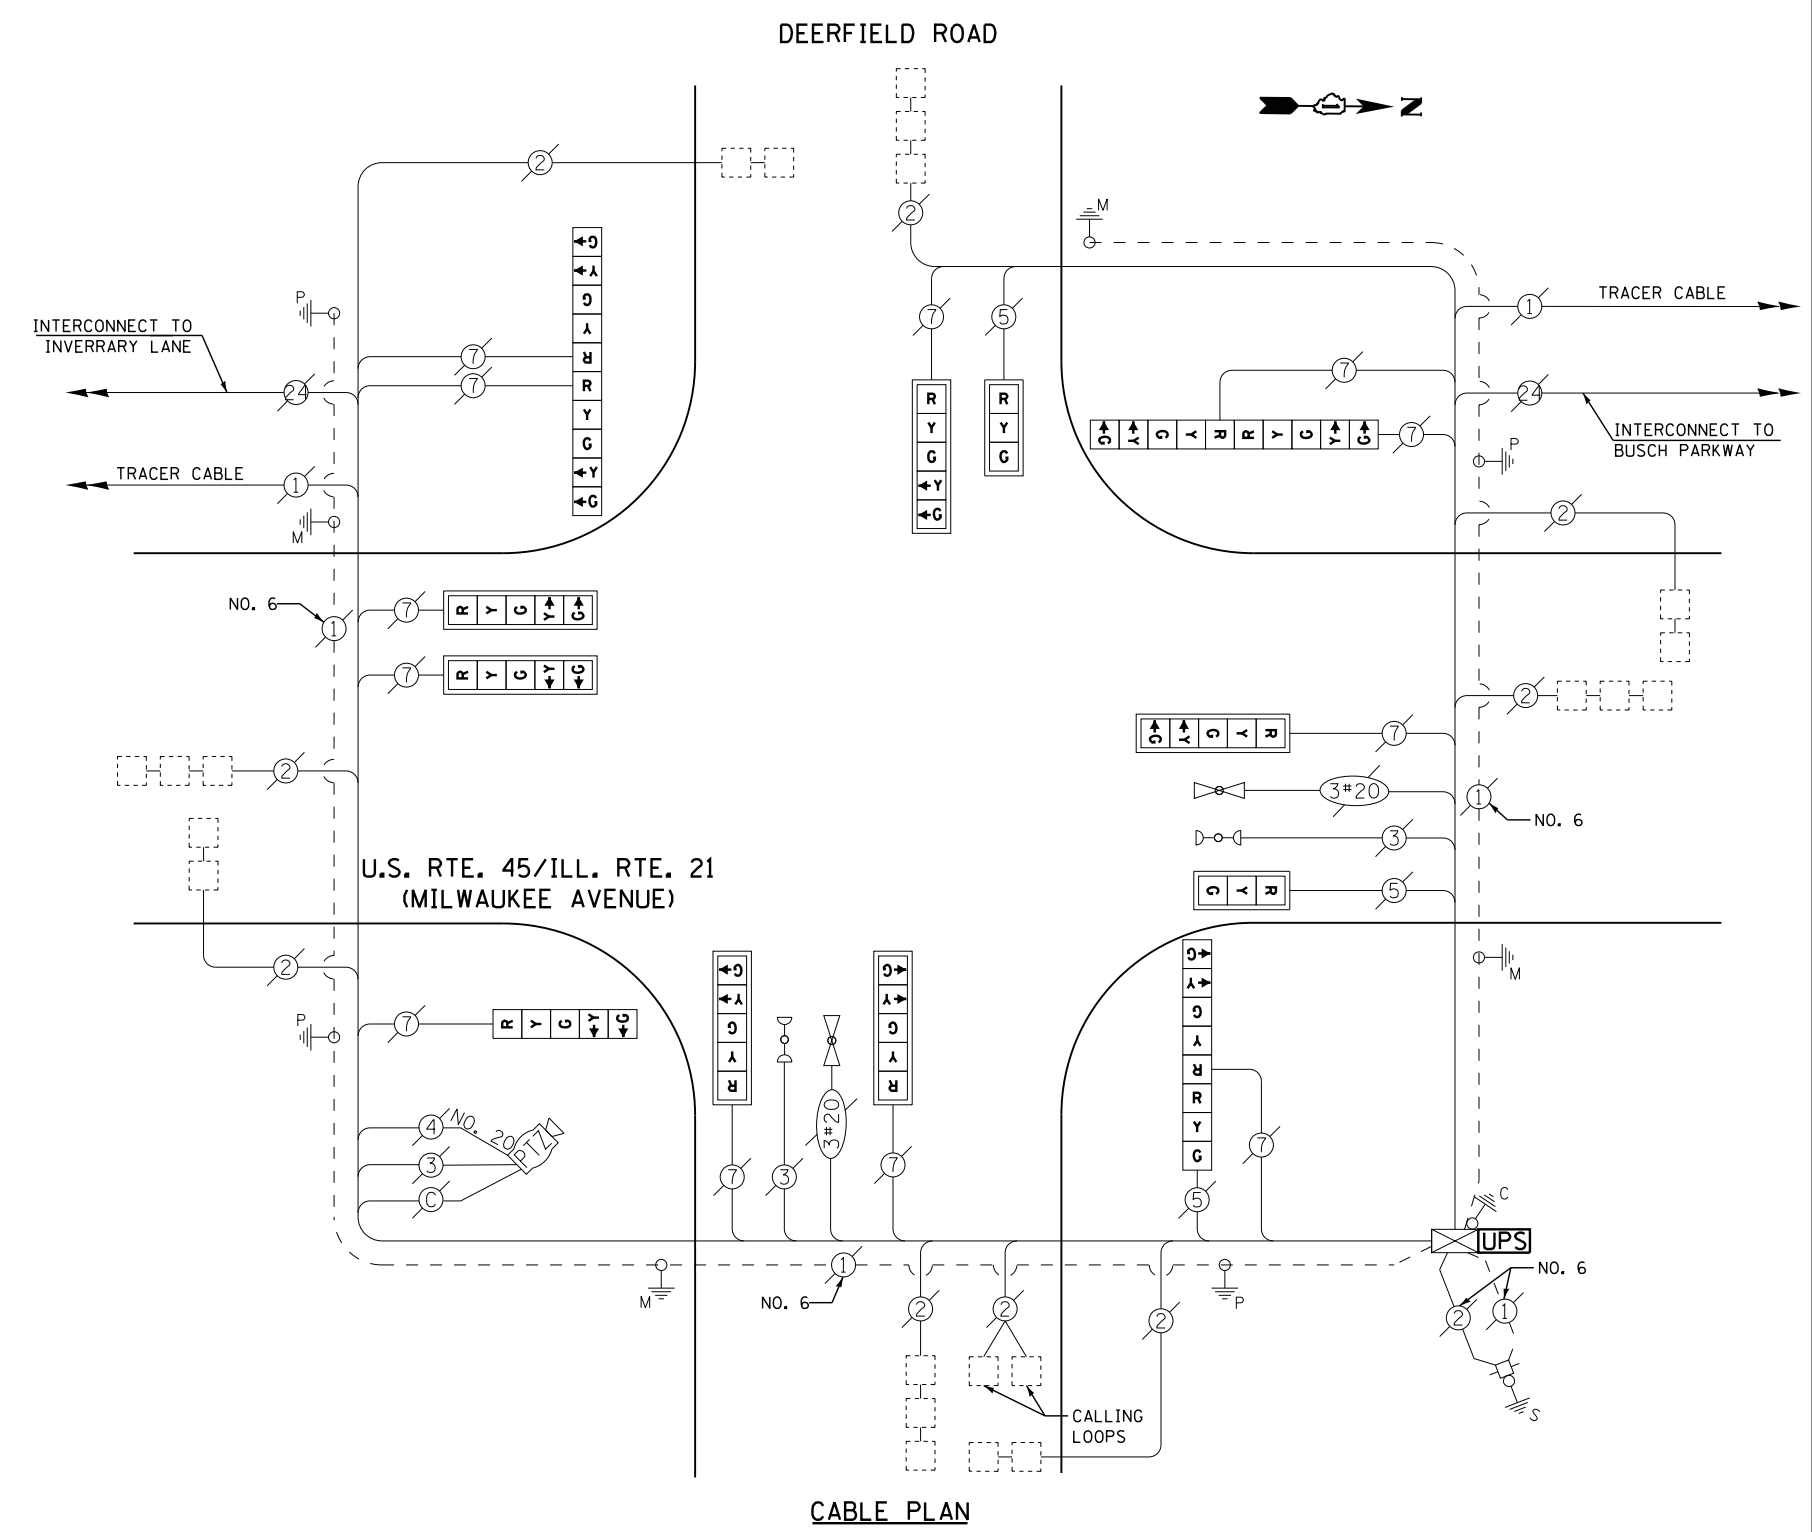 DEERFIELD ROAD
N
2
2
M
P
TRACER CABLE
1
INTERCONNECT TO
INVERRARY LANE
24
7
7
G
Y
G
Y
R
R
Y
G
Y
G
7
5
R
Y
G
Y
G
R
Y
G
7
G Y G Y R R Y G Y G
7
24
INTERCONNECT TO
BUSCH PARKWAY
P
TRACER CABLE
1
M
2
NO. 6
1
7
R Y G Y G
7
R Y G Y G
2
2
G Y G Y R
7
3#20
1
NO. 6
3
U.S. RTE. 45/ILL. RTE. 21
(MILWAUKEE AVENUE)
G Y R
5
2
G
Y
G
Y
R
G
Y
G
Y
R
G
Y
G
Y
R
R
Y
G
M
P
7
R Y G Y G
4
NO. 20
PTZ
3
C
7
3
3#20
7
5
7
C
UPS
M
NO. 6
1
2
2
2
P
NO. 6
2
1
CALLING
LOOPS
S
CABLE PLAN